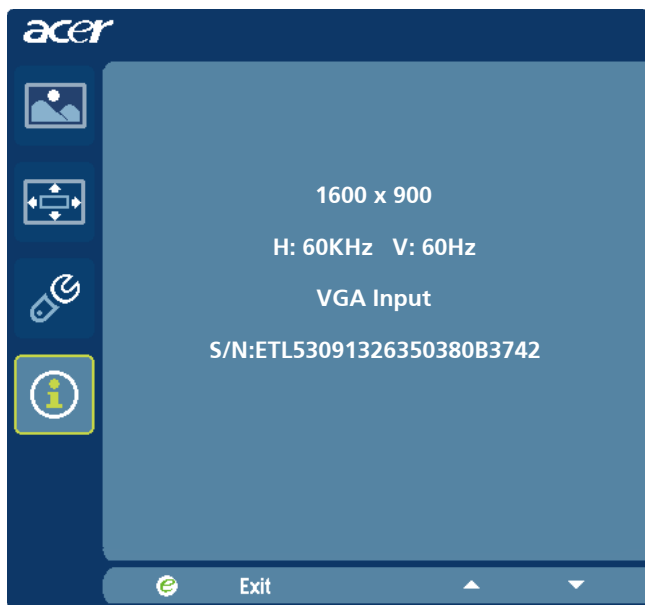 acer
1600 x 900
H: 60KHz V: 60Hz
VGA Input
S/N:ETL53091326350380B3742
e Exit